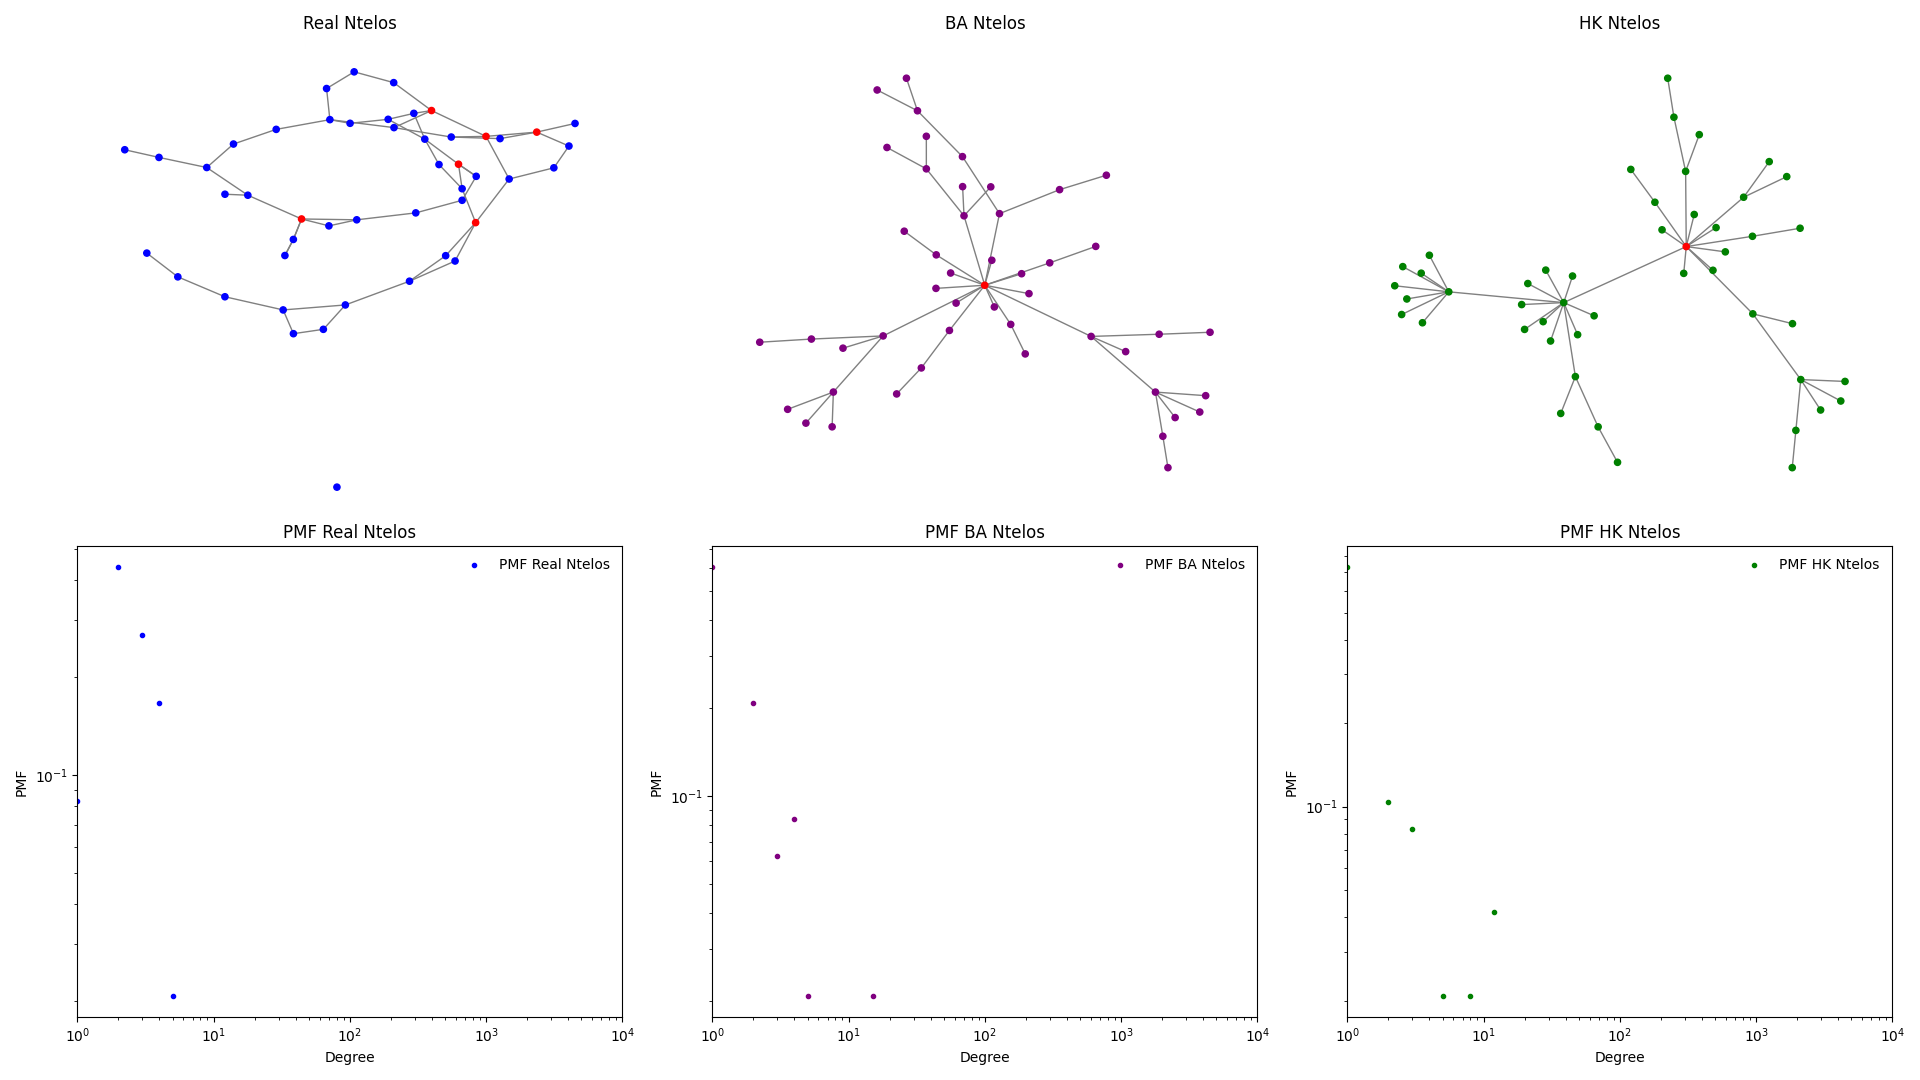 Real Ntelos
BA Ntelos
HK Ntelos
PMF Real Ntelos
PMF Real Ntelos
PMF
10⁻¹
10⁰ 10¹ 10² 10³ 10⁴
Degree
PMF BA Ntelos
PMF BA Ntelos
PMF
10⁻¹
10⁰ 10¹ 10² 10³ 10⁴
Degree
PMF HK Ntelos
PMF HK Ntelos
PMF
10⁻¹
10⁰ 10¹ 10² 10³ 10⁴
Degree